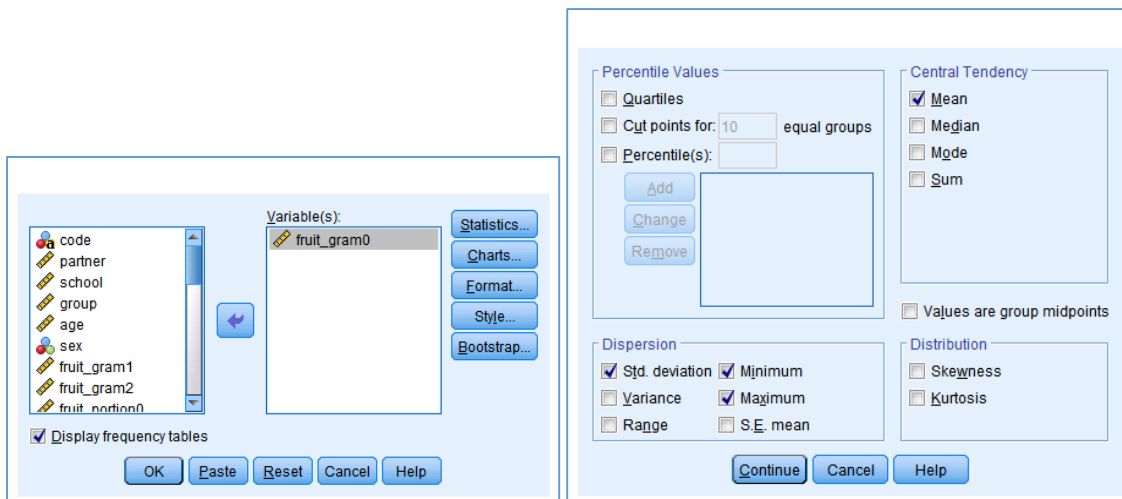 Variable(s):
code
partner
school
group
age
sex
fruit_gram1
fruit_gram2
fruit_portion0
fruit_gram0
Statistics...
Charts...
Format...
Style...
Bootstrap...
Display frequency tables
OK Paste Reset Cancel Help
Percentile Values
Quartiles
Cut points for: 10 equal groups
Percentile(s):
Add
Change
Remove
Central Tendency
Mean
Median
Mode
Sum
Values are group midpoints
Dispersion
Std. deviation Minimum
Variance Maximum
Range S.E. mean
Distribution
Skewness
Kurtosis
Continue Cancel Help